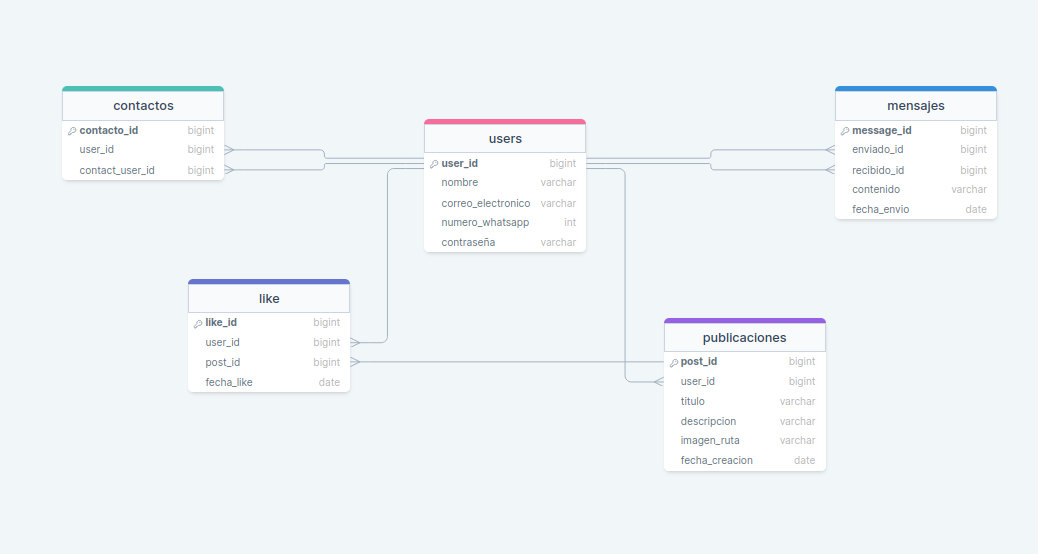 contactos
contacto_id bigint
user_id bigint
contact_user_id bigint
users
user_id bigint
nombre varchar
correo_electronico varchar
numero_whatsapp int
contraseña varchar
mensajes
message_id bigint
enviado_id bigint
recibido_id bigint
contenido varchar
fecha_envio date
like
like_id bigint
user_id bigint
post_id bigint
fecha_like date
publicaciones
post_id bigint
user_id bigint
titulo varchar
descripcion varchar
imagen_ruta varchar
fecha_creacion date